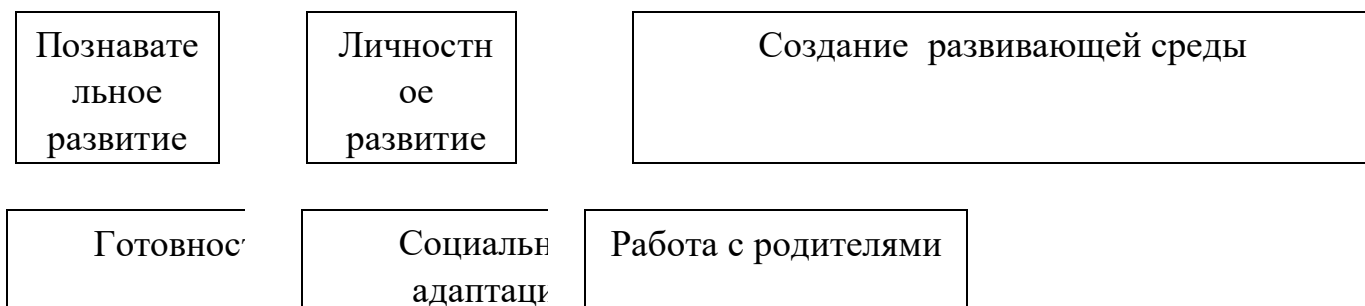 Познавате
льное
развитие
Личностн
ое
развитие
Создание развивающей среды
Готовнос
Социальн
адаптаци
Работа с родителями